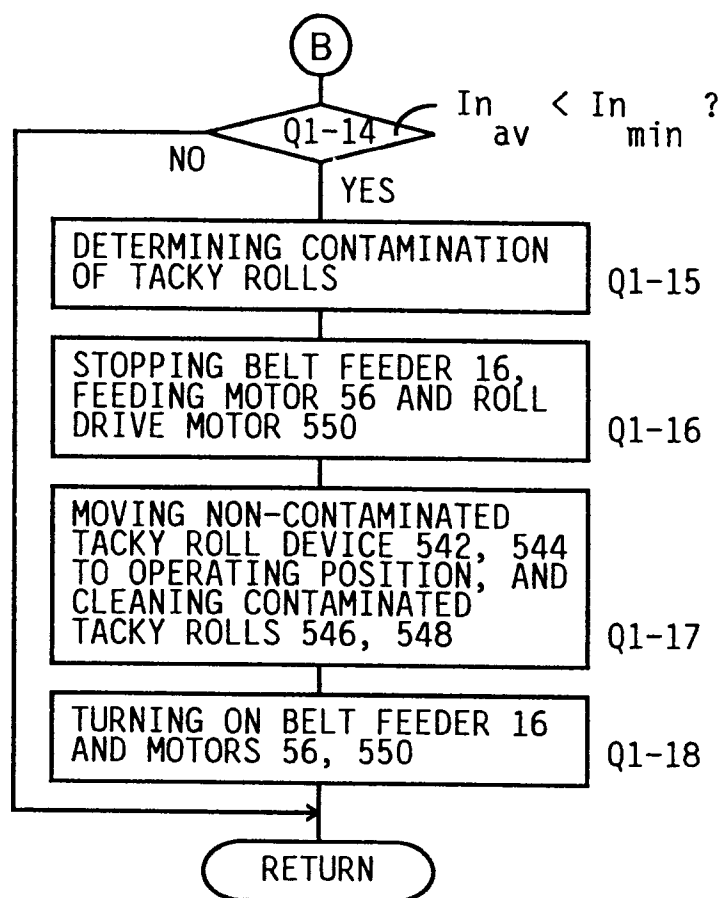 B
In av < In min ?
Q1-14
NO
YES
DETERMINING CONTAMINATION
OF TACKY ROLLS
Q1-15
STOPPING BELT FEEDER 16,
FEEDING MOTOR 56 AND ROLL
DRIVE MOTOR 550
Q1-16
MOVING NON-CONTAMINATED
TACKY ROLL DEVICE 542, 544
TO OPERATING POSITION, AND
CLEANING CONTAMINATED
TACKY ROLLS 546, 548
Q1-17
TURNING ON BELT FEEDER 16
AND MOTORS 56, 550
Q1-18
RETURN